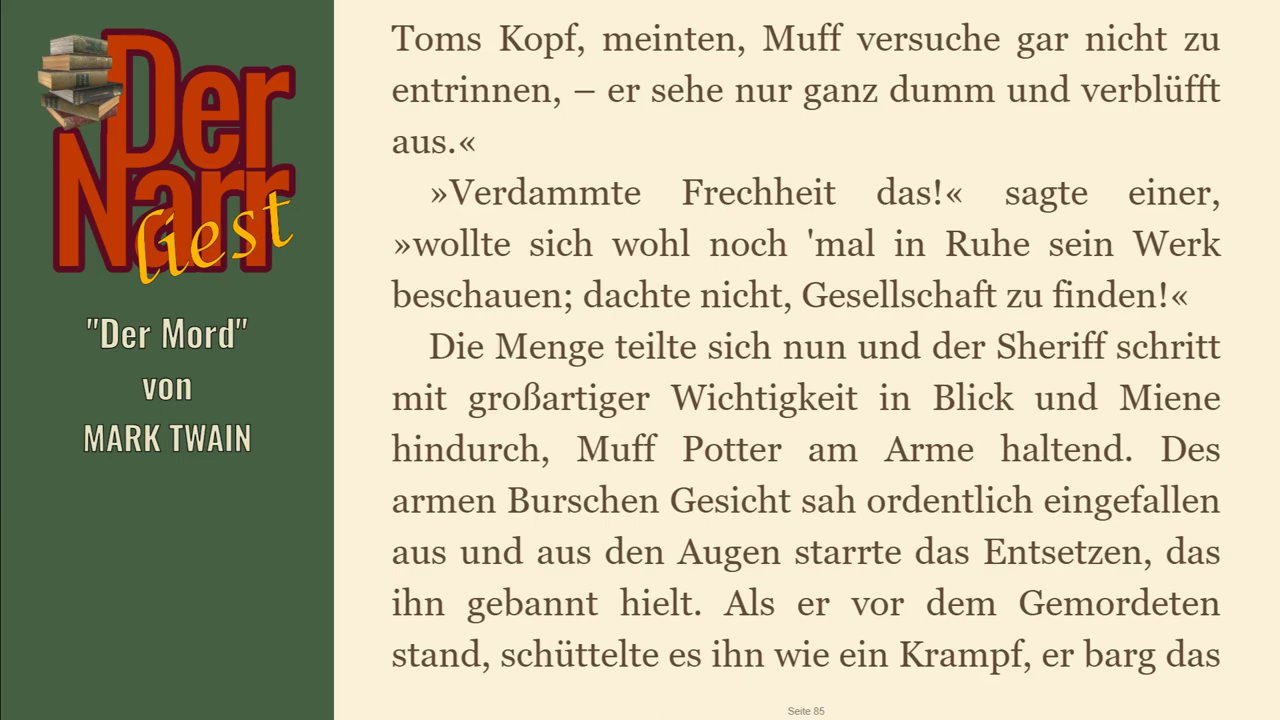 Der
Narr
liest
"Der Mord"
von
MARK TWAIN
Toms Kopf, meinten, Muff versuche gar nicht zu
entrinnen, – er sehe nur ganz dumm und verblüfft
aus.«
»Verdammte Frechheit das!« sagte einer,
»wollte sich wohl noch 'mal in Ruhe sein Werk
beschauen; dachte nicht, Gesellschaft zu finden!«
Die Menge teilte sich nun und der Sheriff schritt
mit großartiger Wichtigkeit in Blick und Miene
hindurch, Muff Potter am Arme haltend. Des
armen Burschen Gesicht sah ordentlich eingefallen
aus und aus den Augen starrte das Entsetzen, das
ihn gebannt hielt. Als er vor dem Gemordeten
stand, schüttelte es ihn wie ein Krampf, er barg das
Seite 85